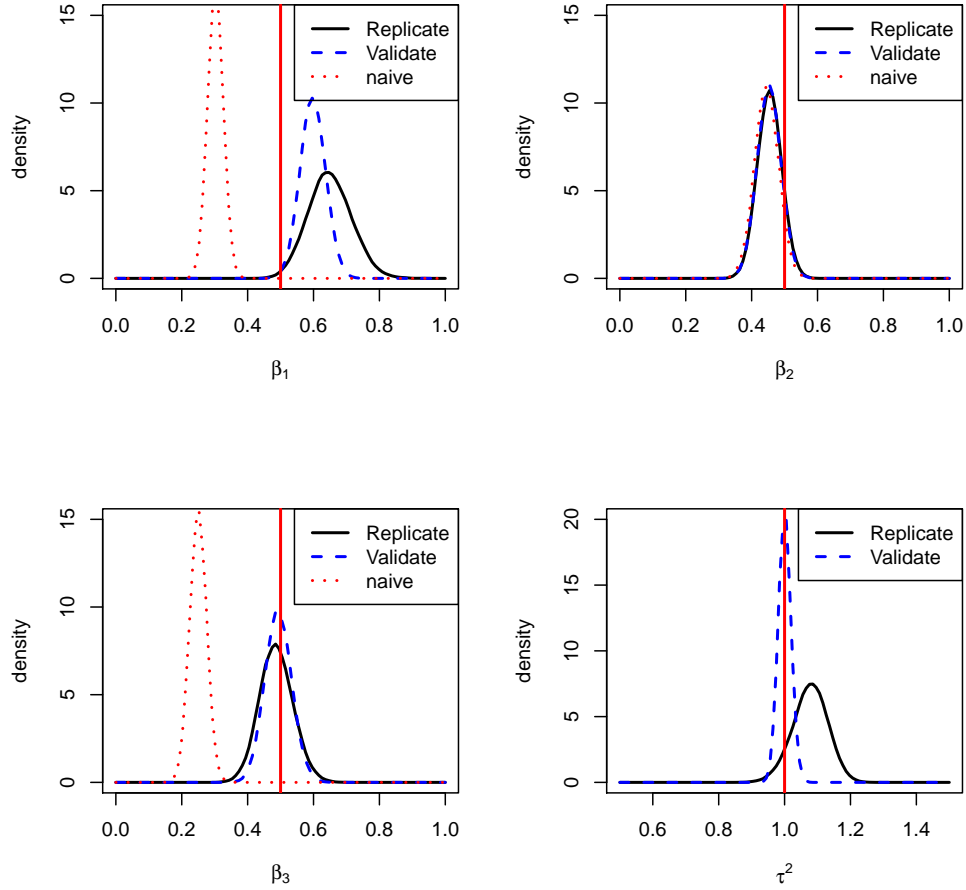 15
10
5
0
density
Replicate
Validate
naive
0.0 0.2 0.4 0.6 0.8 1.0
β₁
15
10
5
0
density
Replicate
Validate
naive
0.0 0.2 0.4 0.6 0.8 1.0
β₂
15
10
5
0
density
Replicate
Validate
naive
0.0 0.2 0.4 0.6 0.8 1.0
β₃
20
15
10
5
0
density
Replicate
Validate
0.6 0.8 1.0 1.2 1.4
τ²